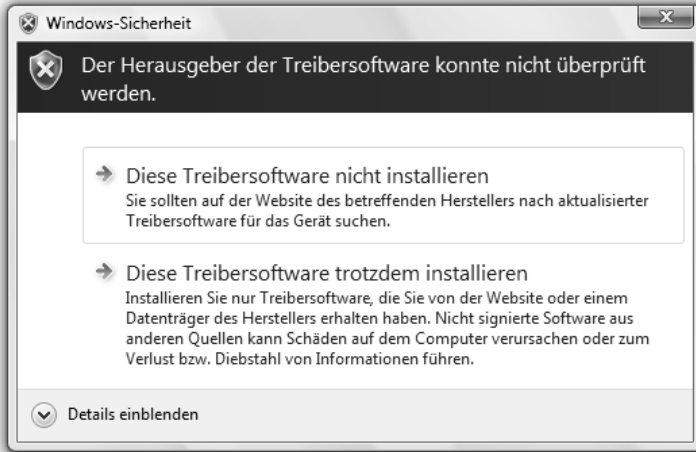 Windows-Sicherheit
Der Herausgeber der Treibersoftware konnte nicht überprüft
werden.
Diese Treibersoftware nicht installieren
Sie sollten auf der Website des betreffenden Herstellers nach aktualisierter
Treibersoftware für das Gerät suchen.
Diese Treibersoftware trotzdem installieren
Installieren Sie nur Treibersoftware, die Sie von der Website oder einem
Datenträger des Herstellers erhalten haben. Nicht signierte Software aus
anderen Quellen kann Schäden auf dem Computer verursachen oder zum
Verlust bzw. Diebstahl von Informationen führen.
Details einblenden